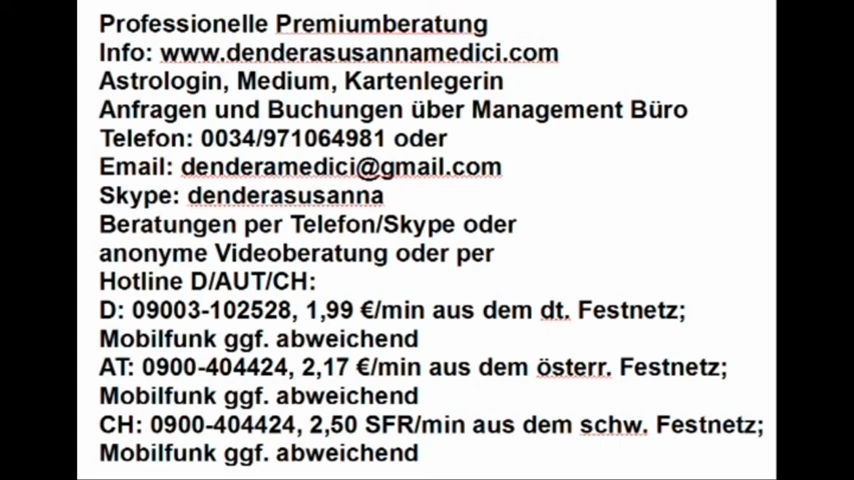 Professionelle Premiumberatung
Info: www.denderasusannamedici.com
Astrologin, Medium, Kartenlegerin
Anfragen und Buchungen über Management Büro
Telefon: 0034/971064981 oder
Email: denderamedici@gmail.com
Skype: denderasusanna
Beratungen per Telefon/Skype oder
anonyme Videoberatung oder per
Hotline D/AUT/CH:
D: 09003-102528, 1,99 €/min aus dem dt. Festnetz;
Mobilfunk ggf. abweichend
AT: 0900-404424, 2,17 €/min aus dem österr. Festnetz;
Mobilfunk ggf. abweichend
CH: 0900-404424, 2,50 SFR/min aus dem schw. Festnetz;
Mobilfunk ggf. abweichend